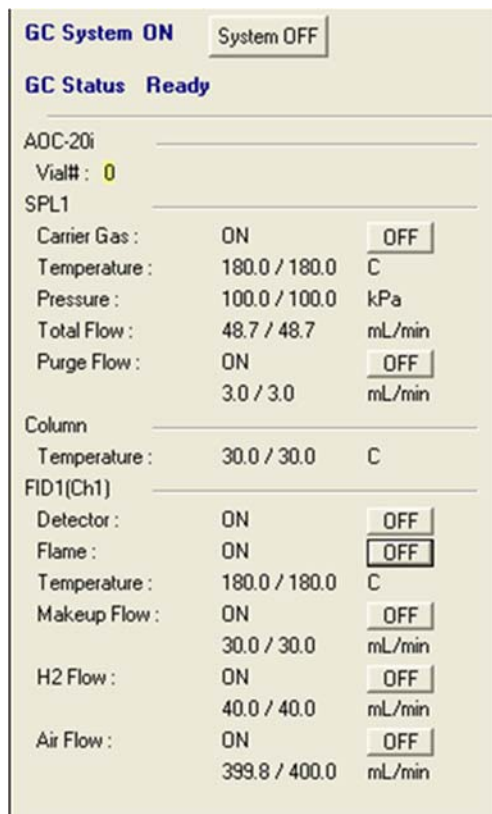 GC System ON System OFF
GC Status Ready
AOC-20i
Vial# : 0
SPL1
Carrier Gas : ON OFF
Temperature : 180.0 / 180.0 C
Pressure : 100.0 / 100.0 kPa
Total Flow : 48.7 / 48.7 mL/min
Purge Flow : ON OFF
3.0 / 3.0 mL/min
Column
Temperature : 30.0 / 30.0 C
FID1(Ch1)
Detector : ON OFF
Flame : ON OFF
Temperature : 180.0 / 180.0 C
Makeup Flow : ON OFF
30.0 / 30.0 mL/min
H2 Flow : ON OFF
40.0 / 40.0 mL/min
Air Flow : ON OFF
399.8 / 400.0 mL/min